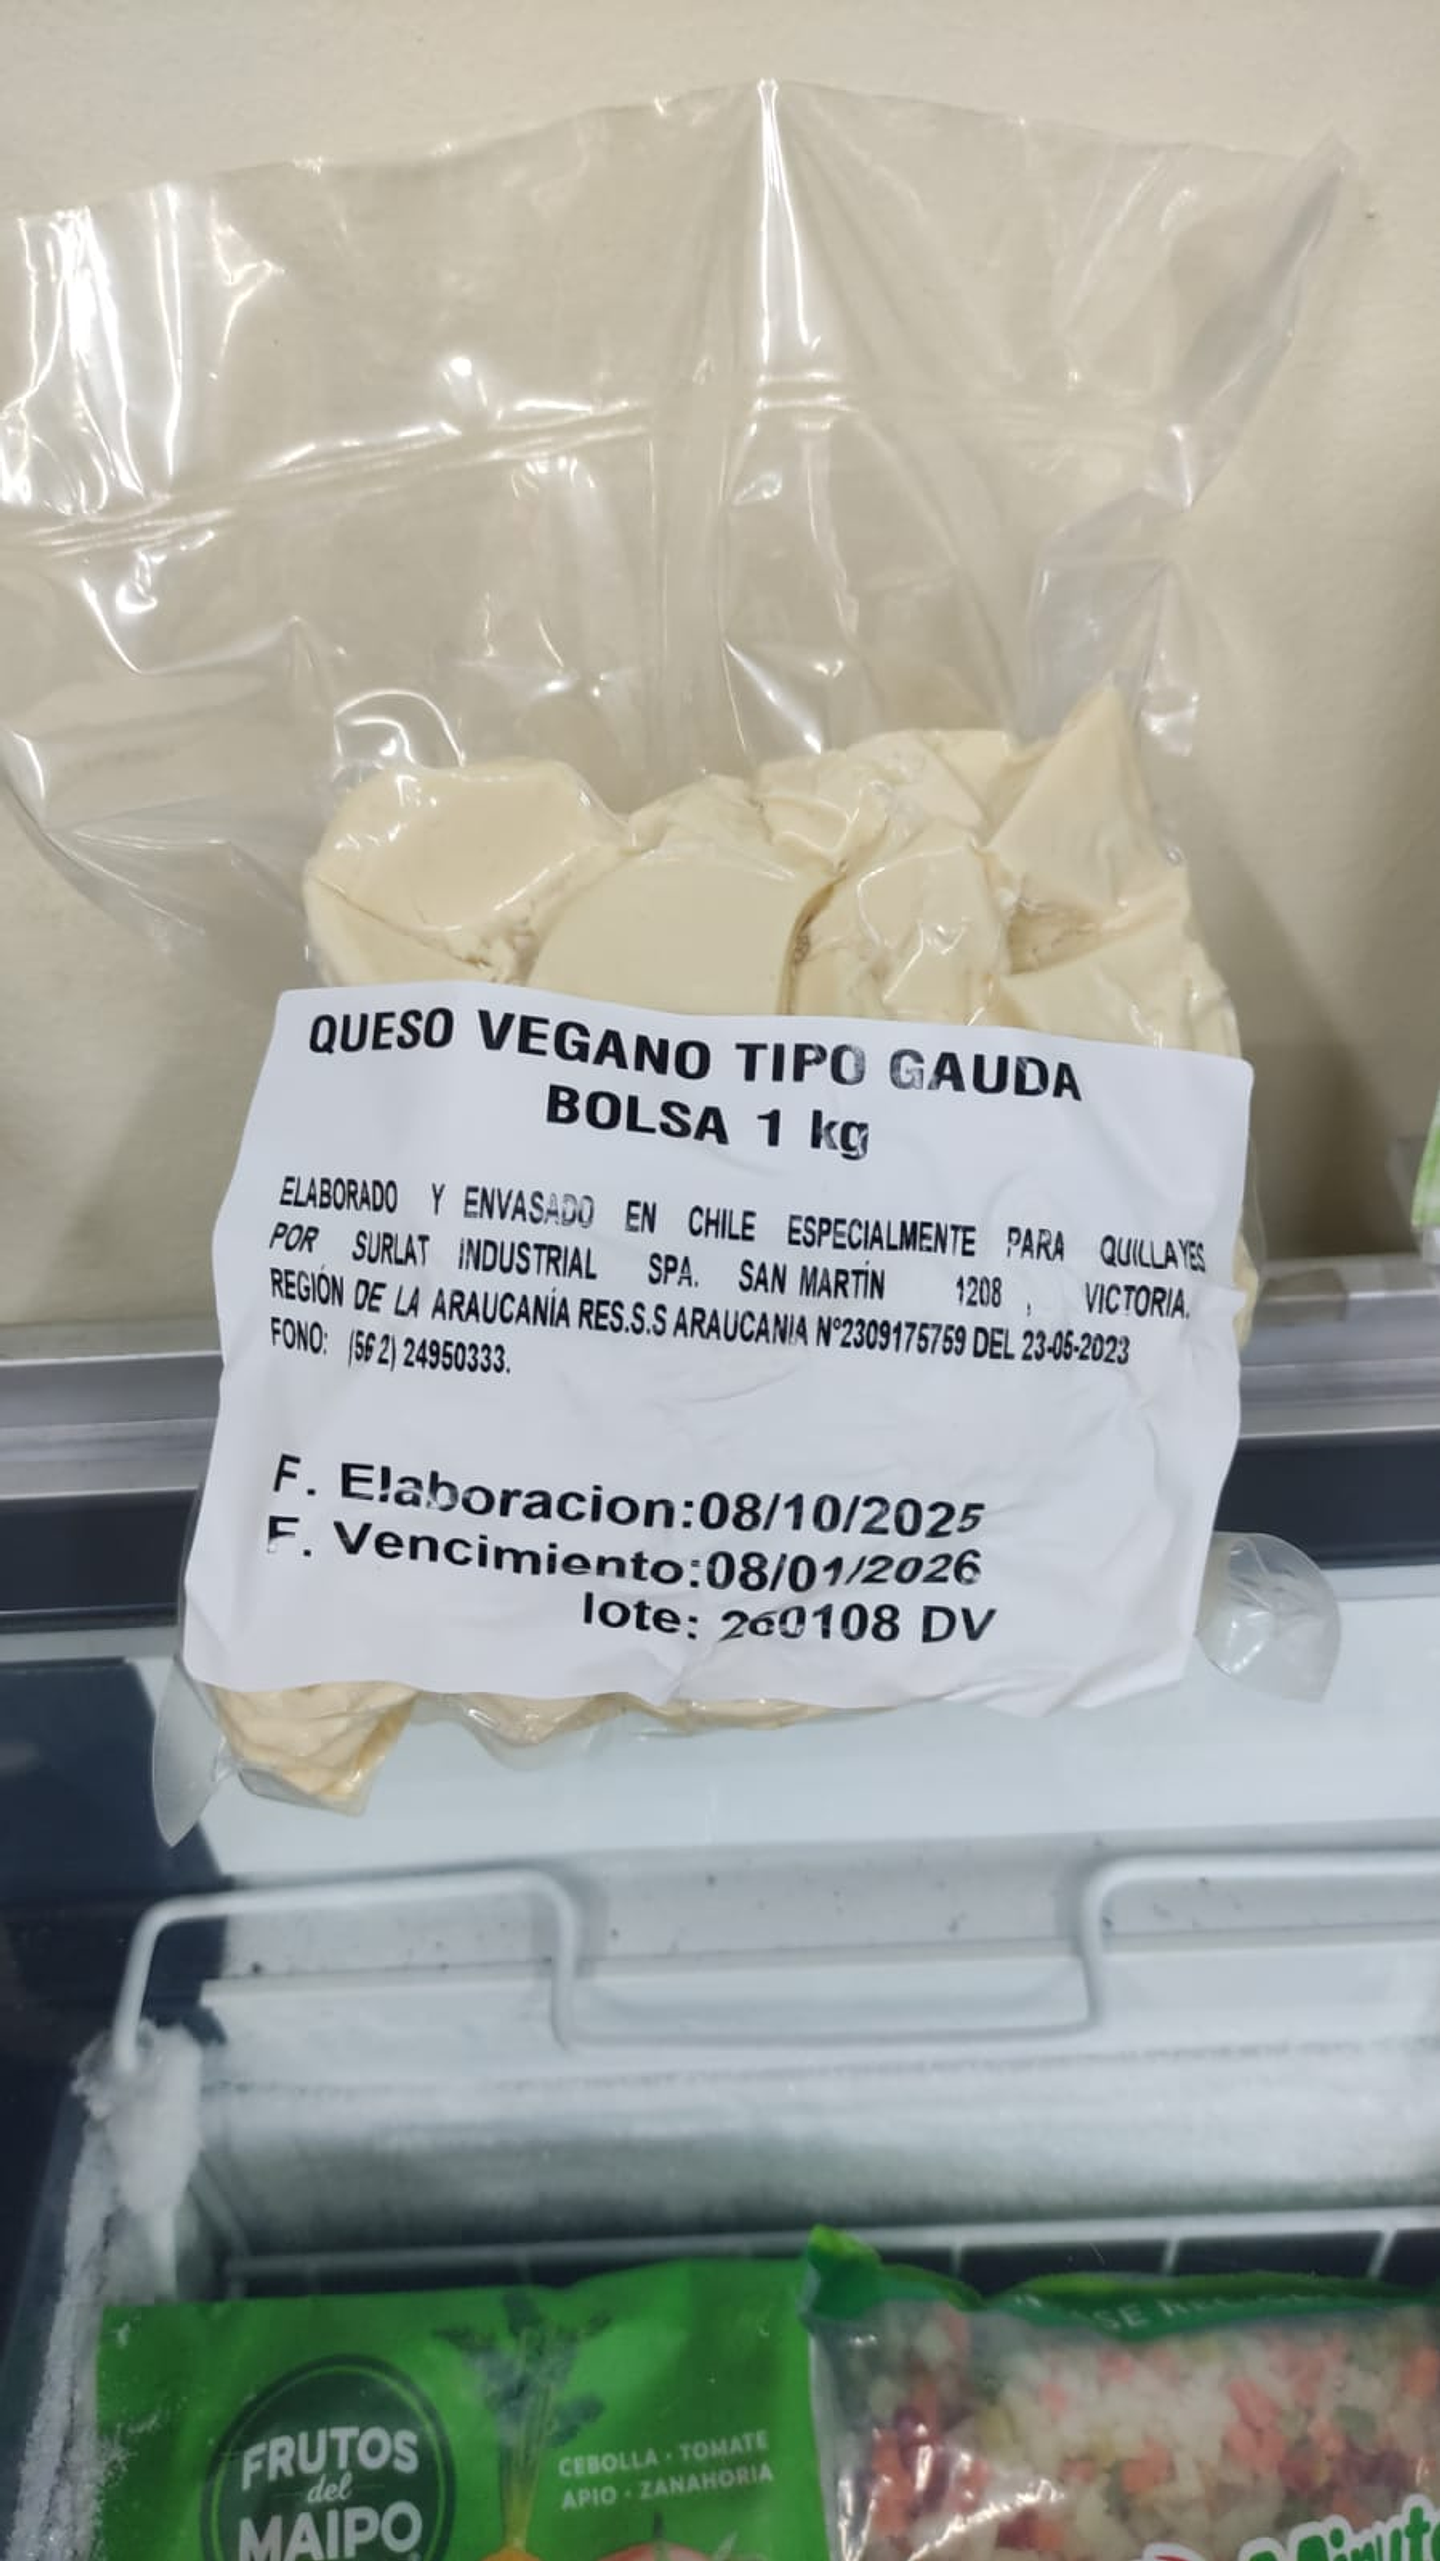 QUESO VEGANO TIPO GAUDA
BOLSA 1 kg
ELABORADO Y ENVASADO EN CHILE ESPECIALMENTE PARA QUILLAYES
POR SURLAT INDUSTRIAL SPA. SAN MARTÍN 1208 , VICTORIA.
REGIÓN DE LA ARAUCANÍA RES.S.S ARAUCANIA N°2309175759 DEL 23-05-2023
FONO: (56 2) 24950333.
F. Elaboracion:08/10/2025
F. Vencimiento:08/01/2026
lote: 260108 DV
FRUTOS
del
MAIPO
CEBOLLA · TOMATE
APIO · ZANAHORIA